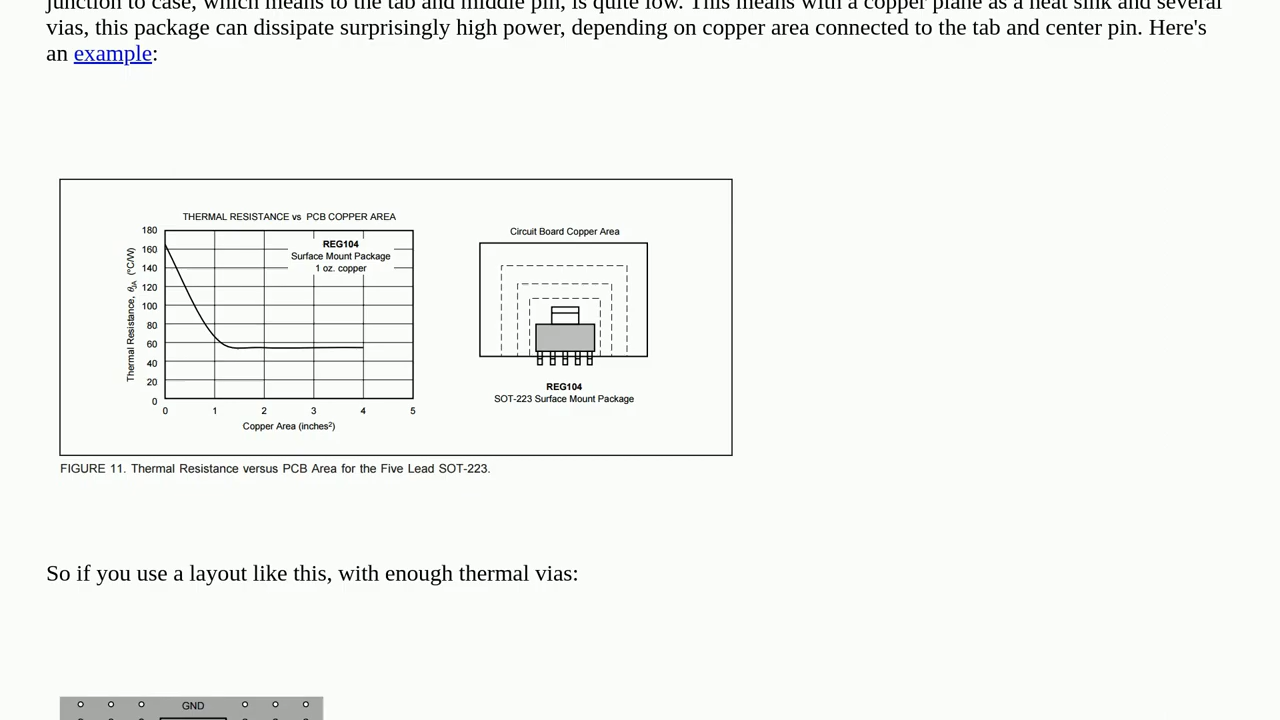 junction to case, which means to the tab and middle pin, is quite low. This means with a copper plane as a heat sink and several
vias, this package can dissipate surprisingly high power, depending on copper area connected to the tab and center pin. Here's
an example:
THERMAL RESISTANCE vs PCB COPPER AREA
180
160
140
120
100
80
60
40
20
0
Thermal Resistance, θJA (°C/W)
REG104
Surface Mount Package
1 oz. copper
0 1 2 3 4 5
Copper Area (inches²)
Circuit Board Copper Area
REG104
SOT-223 Surface Mount Package
FIGURE 11. Thermal Resistance versus PCB Area for the Five Lead SOT-223.
So if you use a layout like this, with enough thermal vias:
GND